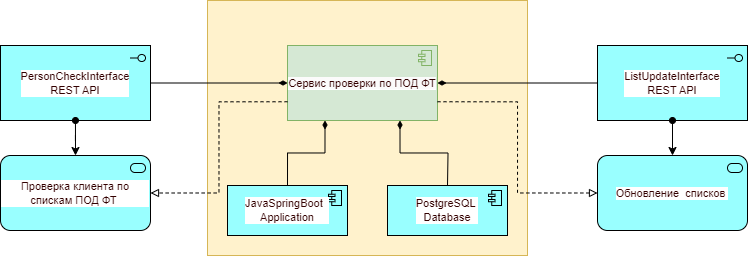 PersonCheckInterface
REST API
Сервис проверки по ПОД ФТ
ListUpdateInterface
REST API
Проверка клиента по
спискам ПОД ФТ
JavaSpringBoot
Application
PostgreSQL
Database
Обновление списков